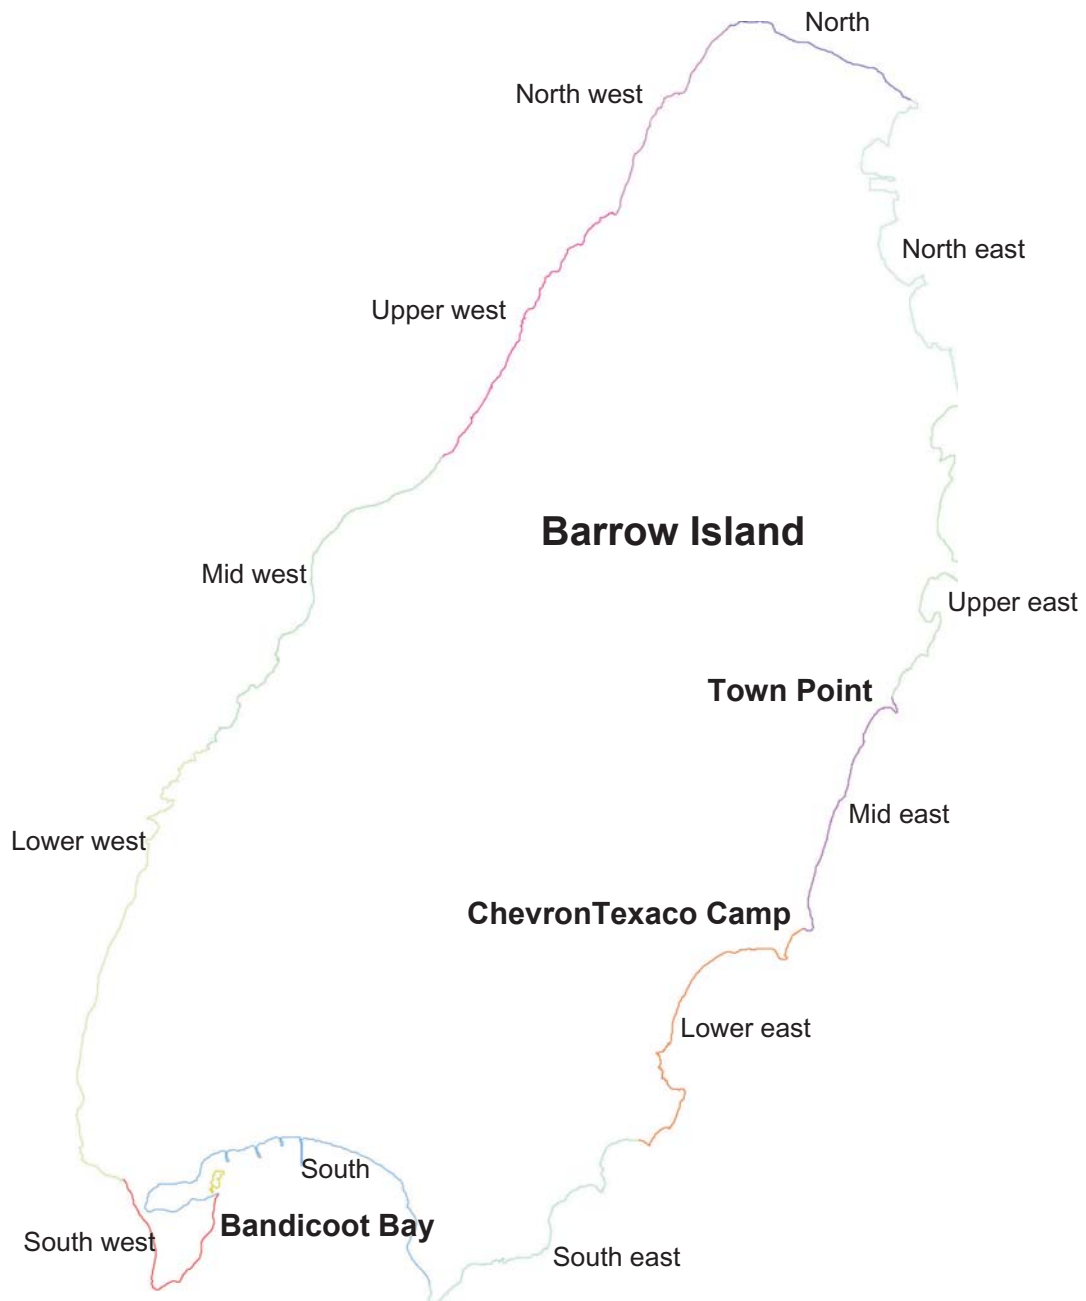 North
North west
North east
Upper west
Barrow Island
Mid west
Upper east
Town Point
Mid east
Lower west
ChevronTexaco Camp
Lower east
South
Bandicoot Bay
South west
South east